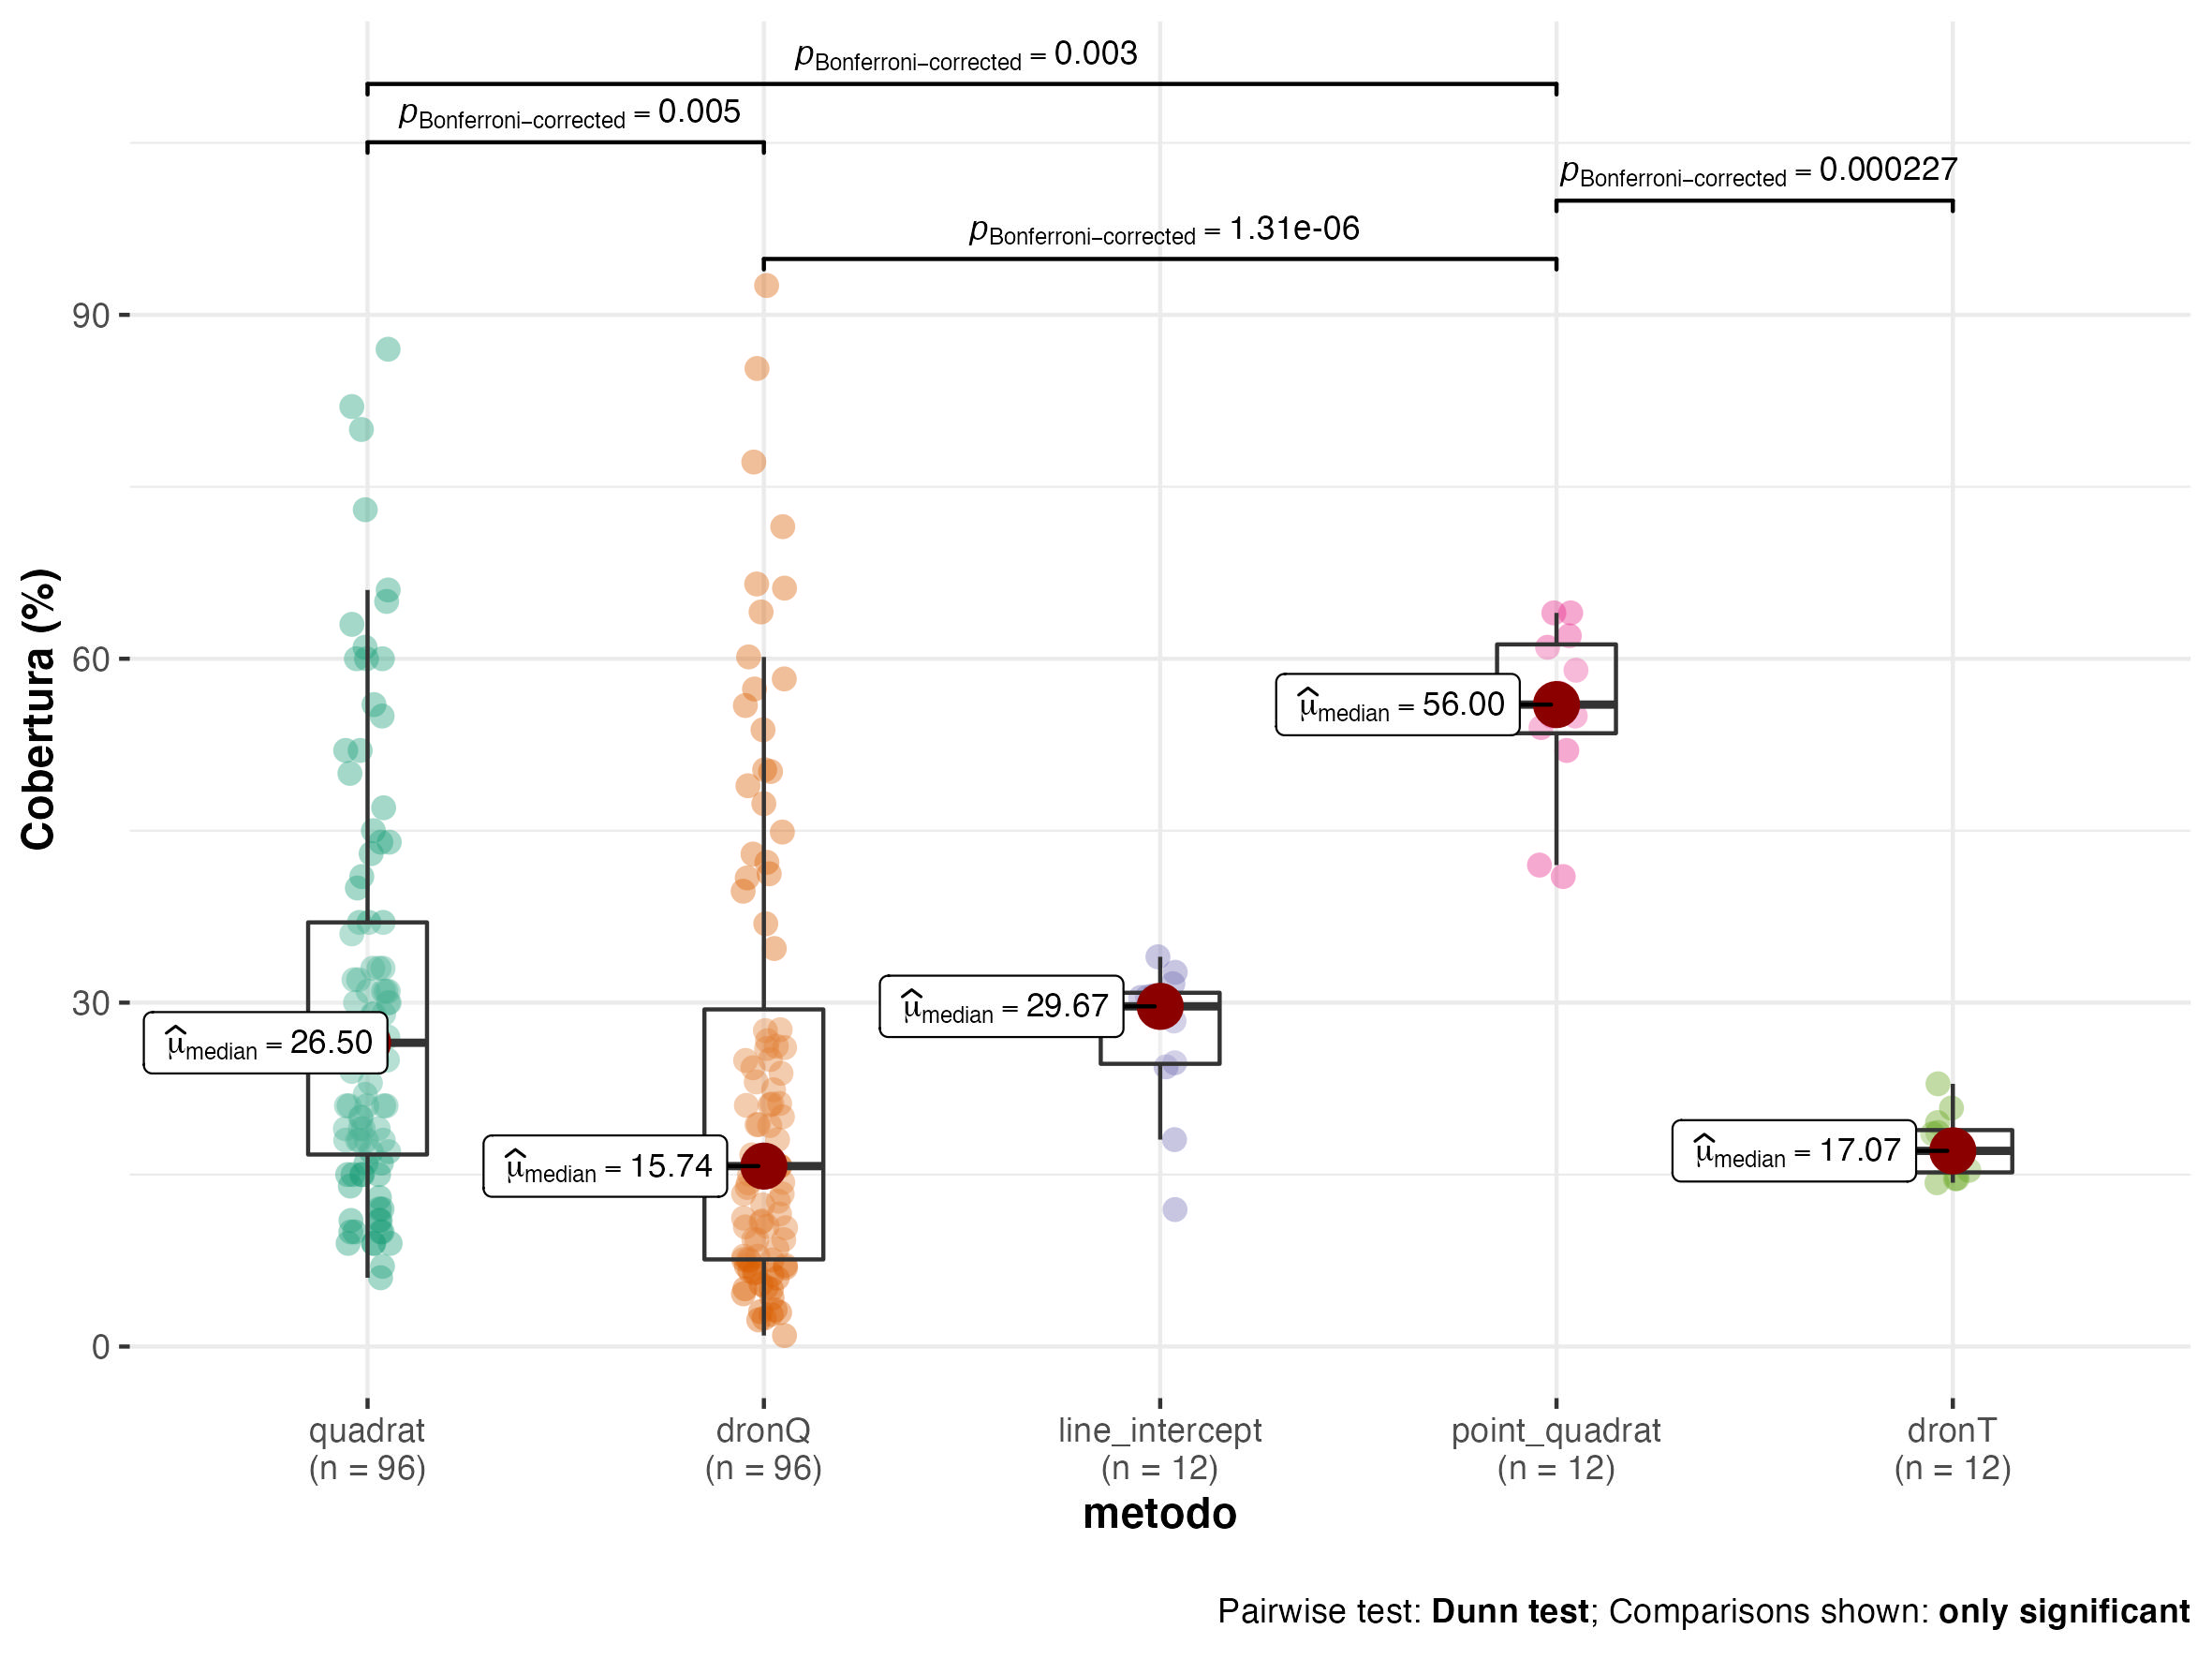 pBonferroni−corrected = 0.003
pBonferroni−corrected = 0.005
pBonferroni−corrected = 0.000227
pBonferroni−corrected = 1.31e-06
Cobertura (%)
90
60
30
0
μ̂median = 26.50
μ̂median = 15.74
μ̂median = 29.67
μ̂median = 56.00
μ̂median = 17.07
quadrat
(n = 96)
dronQ
(n = 96)
line_intercept
(n = 12)
point_quadrat
(n = 12)
dronT
(n = 12)
metodo
Pairwise test: Dunn test; Comparisons shown: only significant